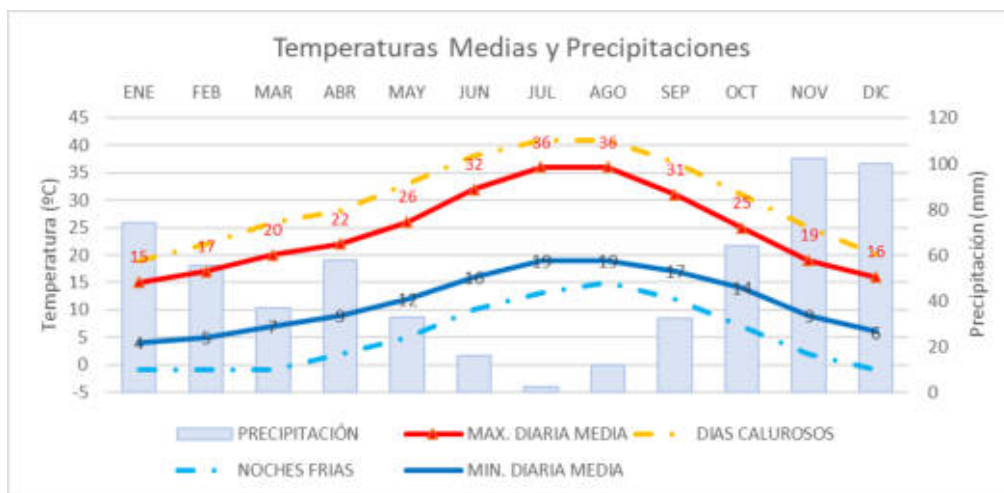 Temperaturas Medias y Precipitaciones
ENE FEB MAR ABR MAY JUN JUL AGO SEP OCT NOV DIC
45 120
40
35 100
30
25 80
20 60
15
10 40
5
0 20
-5 0
Temperatura (ºC)
Precipitación (mm)
15 17 20 22 26 32 36 36 31 25 19 16
4 5 7 9 12 16 19 19 17 14 9 6
PRECIPITACIÓN MAX. DIARIA MEDIA DIAS CALUROSOS
NOCHES FRIAS MIN. DIARIA MEDIA